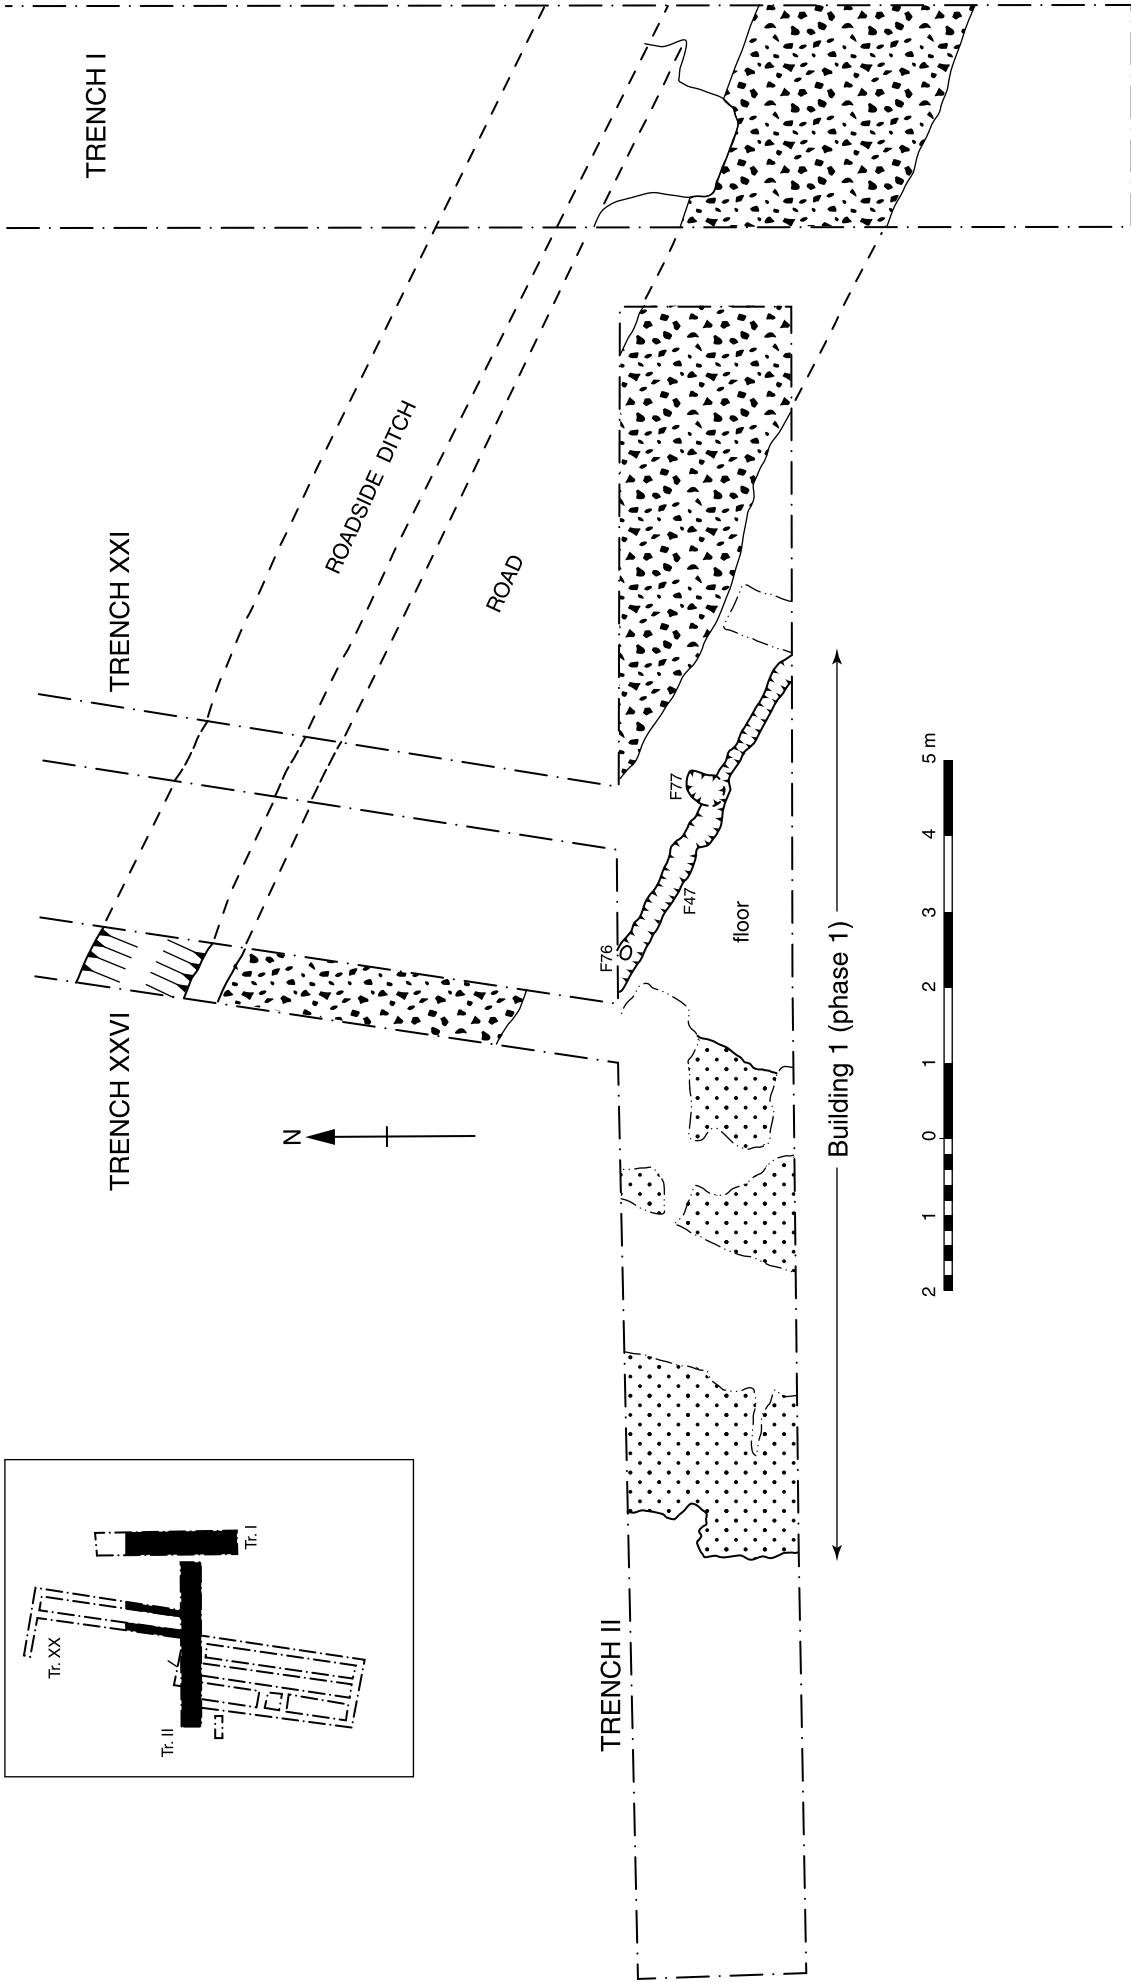 TRENCH I
TRENCH XXI
TRENCH XXVI
ROADSIDE DITCH
ROAD
N
F77
F47
F76
floor
Building 1 (phase 1)
TRENCH II
2 1 0 1 2 3 4 5 m
Tr. XX
Tr. II
Tr. I